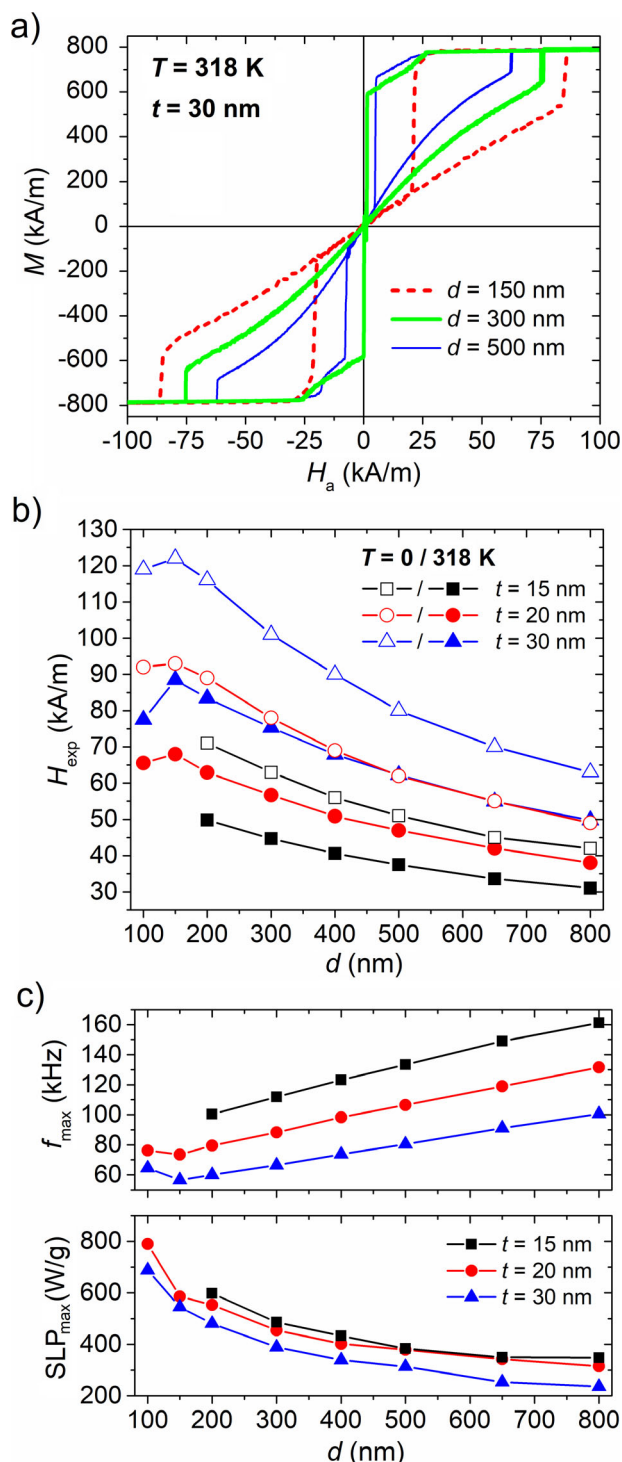 a)
T = 318 K
t = 30 nm
M (kA/m)
800
600
400
200
0
-200
-400
-600
-800
d = 150 nm
d = 300 nm
d = 500 nm
-100 -75 -50 -25 0 25 50 75 100
Ha (kA/m)
b)
T = 0 / 318 K
/ t = 15 nm
/ t = 20 nm
/ t = 30 nm
Hexp (kA/m)
130
120
110
100
90
80
70
60
50
40
30
100 200 300 400 500 600 700 800
d (nm)
c)
fmax (kHz)
160
140
120
100
80
60
SLPmax (W/g)
800
600
400
200
t = 15 nm
t = 20 nm
t = 30 nm
100 200 300 400 500 600 700 800
d (nm)